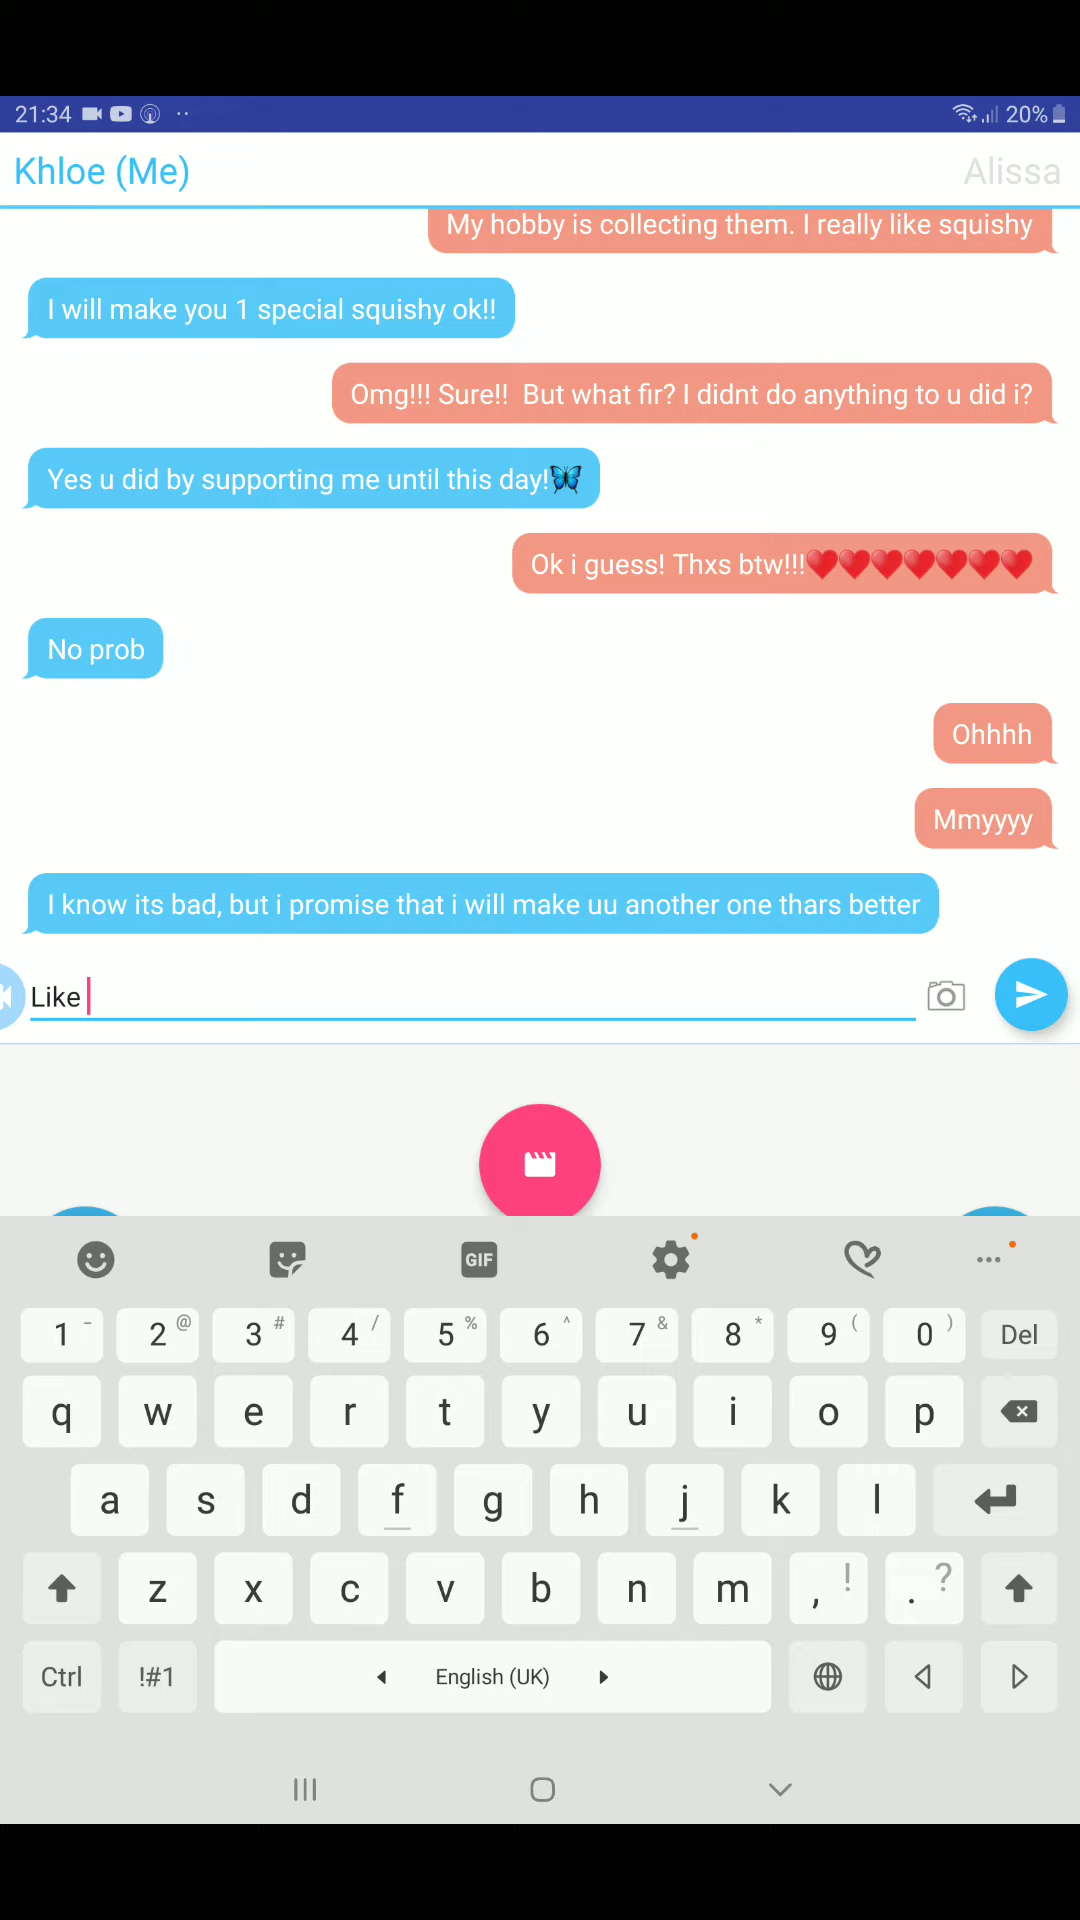 21:34
20%
Khloe (Me)
Alissa
My hobby is collecting them. I really like squishy
I will make you 1 special squishy ok!!
Omg!!! Sure!!  But what fir? I didnt do anything to u did i?
Yes u did by supporting me until this day!🦋
Ok i guess! Thxs btw!!!❤❤❤❤❤❤❤
No prob
Ohhhh
Mmyyyy
I know its bad, but i promise that i will make uu another one thars better
Like
GIF
1 - 2 @ 3 # 4 / 5 % 6 ^ 7 & 8 * 9 ( 0 ) Del
q w e r t y u i o p
a s d f g h j k l
z x c v b n m , ! . ?
Ctrl !#1 English (UK)